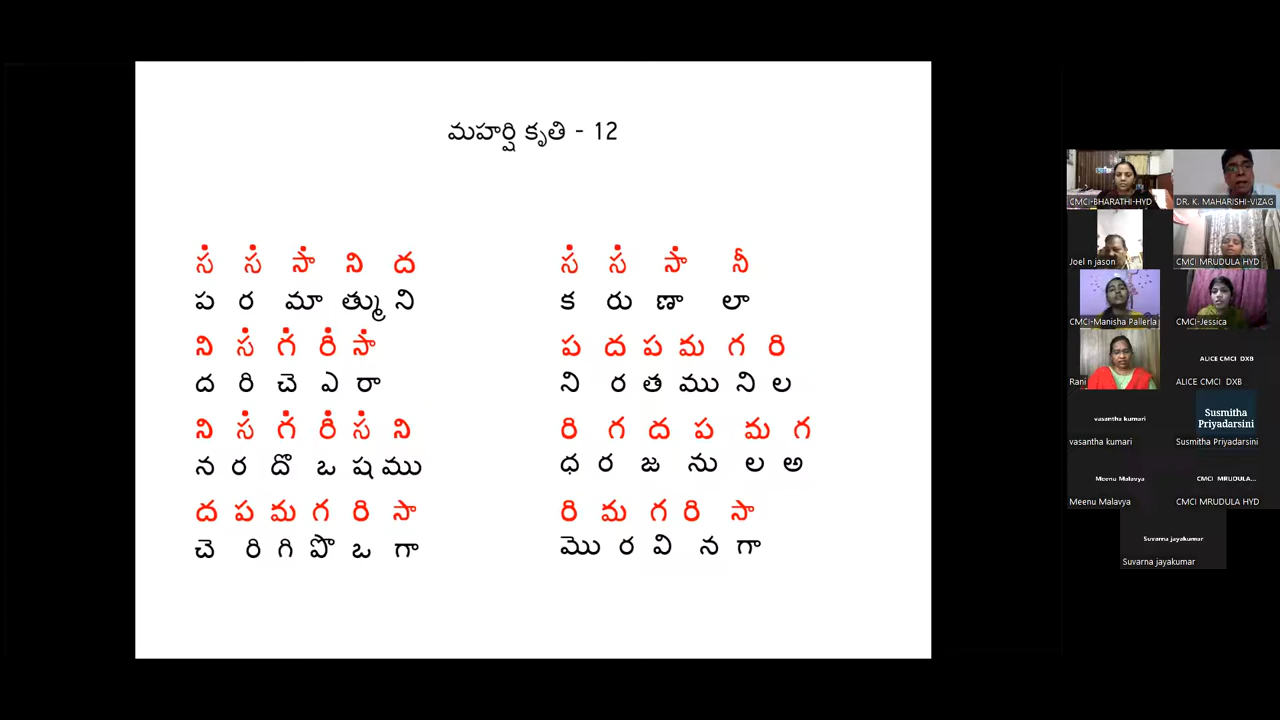 మహర్షి కృతి - 12
స̇ స̇ సా̇ ని ద
ప ర మా త్ము ని
ని స̇ గ̇ రి̇ సా̇
ద రి చె ఎ రా
ని స̇ గ̇ రి̇ స̇ ని
న ర దొ ఒ ష ము
ద ప మ గ రి సా
చె రి గి పొ ఒ గా
స̇ స̇ సా̇ నీ
క రు ణా లా
ప ద ప మ గ రి
ని ర త ము ని ల
రి గ ద ప మ గ
ధ ర జ ను ల అ
రి మ గ రి సా
మొ ర వి న గా
CMCI-BHARATHI-HYD
DR. K. MAHARISHI-VIZAG
Joel n jason
CMCI MRUDULA HYD
CMCI-Manisha Pallerla
CMCI-Jessica
Rani
ALICE CMCI DXB
ALICE CMCI DXB
vasantha kumari
vasantha kumari
Susmitha
Priyadarsini
Susmitha Priyadarsini
Meenu Malavya
Meenu Malavya
CMCI MRUDULA...
CMCI MRUDULA HYD
Suvarna jayakumar
Suvarna jayakumar